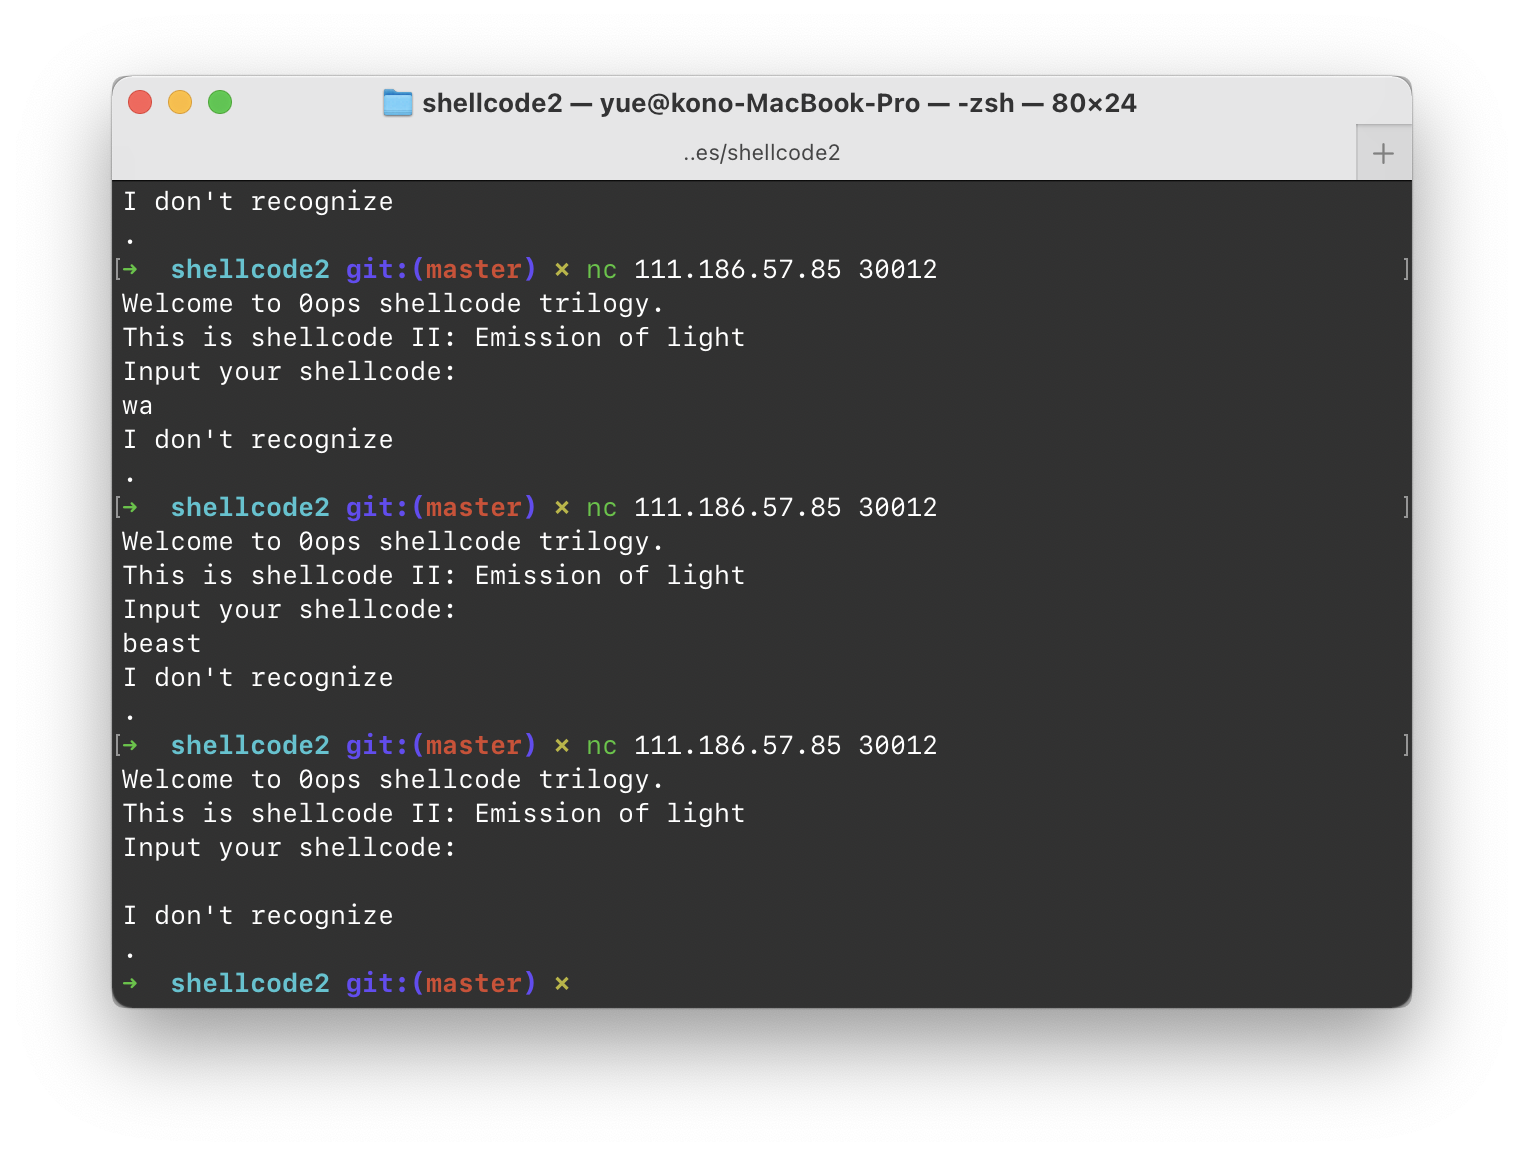 shellcode2 — yue@kono-MacBook-Pro — -zsh — 80×24
..es/shellcode2
I don't recognize
.
[➜  shellcode2 git:(master) × nc 111.186.57.85 30012 ]
Welcome to 0ops shellcode trilogy.
This is shellcode II: Emission of light
Input your shellcode:
wa
I don't recognize
.
[➜  shellcode2 git:(master) × nc 111.186.57.85 30012 ]
Welcome to 0ops shellcode trilogy.
This is shellcode II: Emission of light
Input your shellcode:
beast
I don't recognize
.
[➜  shellcode2 git:(master) × nc 111.186.57.85 30012 ]
Welcome to 0ops shellcode trilogy.
This is shellcode II: Emission of light
Input your shellcode:
I don't recognize
.
➜  shellcode2 git:(master) ×